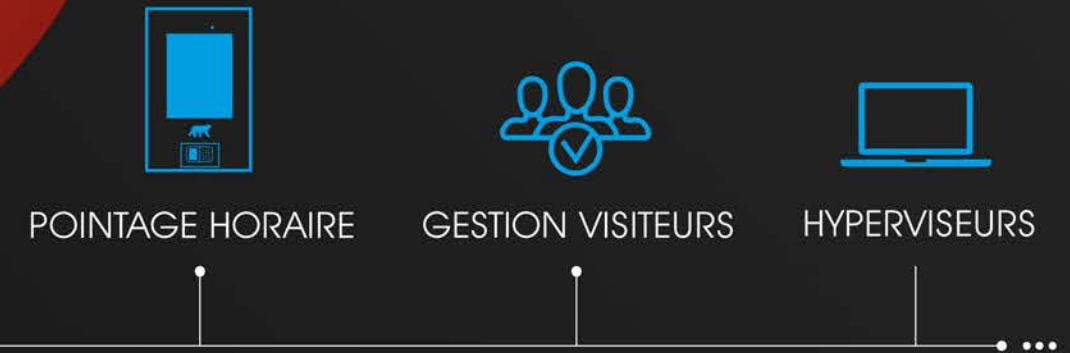 POINTAGE HORAIRE
GESTION VISITEURS
HYPERVISEURS